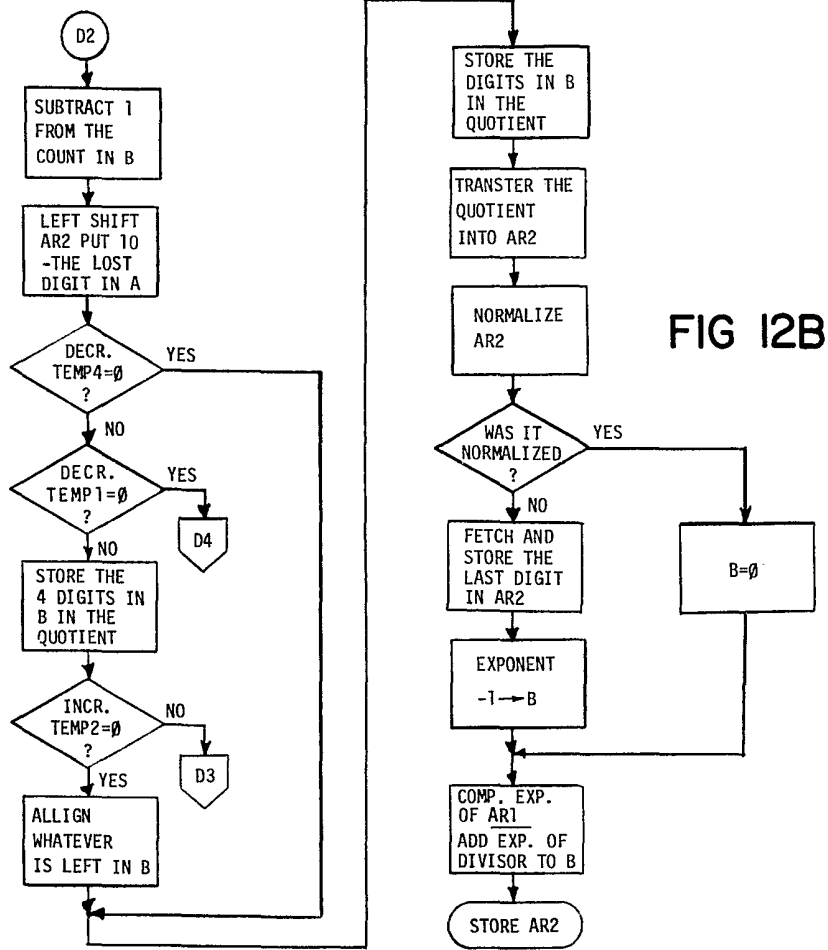 D2
SUBTRACT 1
FROM THE
COUNT IN B
LEFT SHIFT
AR2 PUT 10
-THE LOST
DIGIT IN A
DECR.
TEMP4=Ø
?
YES
NO
DECR.
TEMP1=Ø
?
YES
D4
NO
STORE THE
4 DIGITS IN
B IN THE
QUOTIENT
INCR.
TEMP2=Ø
?
NO
D3
YES
ALLIGN
WHATEVER
IS LEFT IN B
STORE THE
DIGITS IN B
IN THE
QUOTIENT
TRANSTER THE
QUOTIENT
INTO AR2
NORMALIZE
AR2
WAS IT
NORMALIZED
?
YES
NO
B=Ø
FETCH AND
STORE THE
LAST DIGIT
IN AR2
EXPONENT
-1→B
COMP. EXP.
OF AR1
ADD EXP. OF
DIVISOR TO B
STORE AR2
FIG 12B